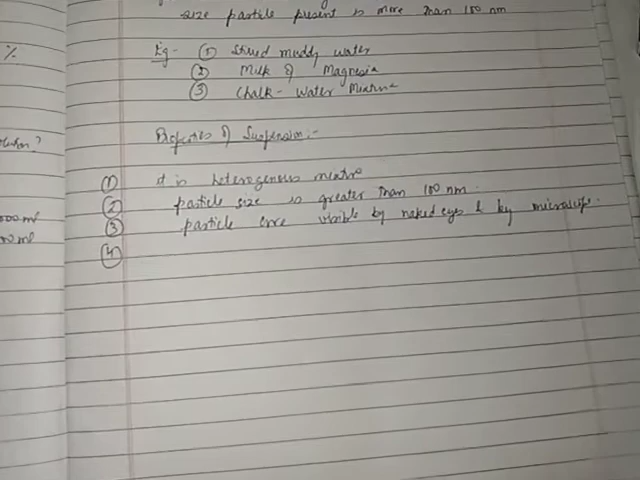 size particle present is more than 100 nm
%
Eg - ① Stired muddy water
② Milk of Magnesia
③ Chalk - Water Mixture
Properties of Suspension:-
① it is heterogenous mixture
② particle size is greater than 100 nm.
③ particle are visible by naked eyes & by microscope.
④